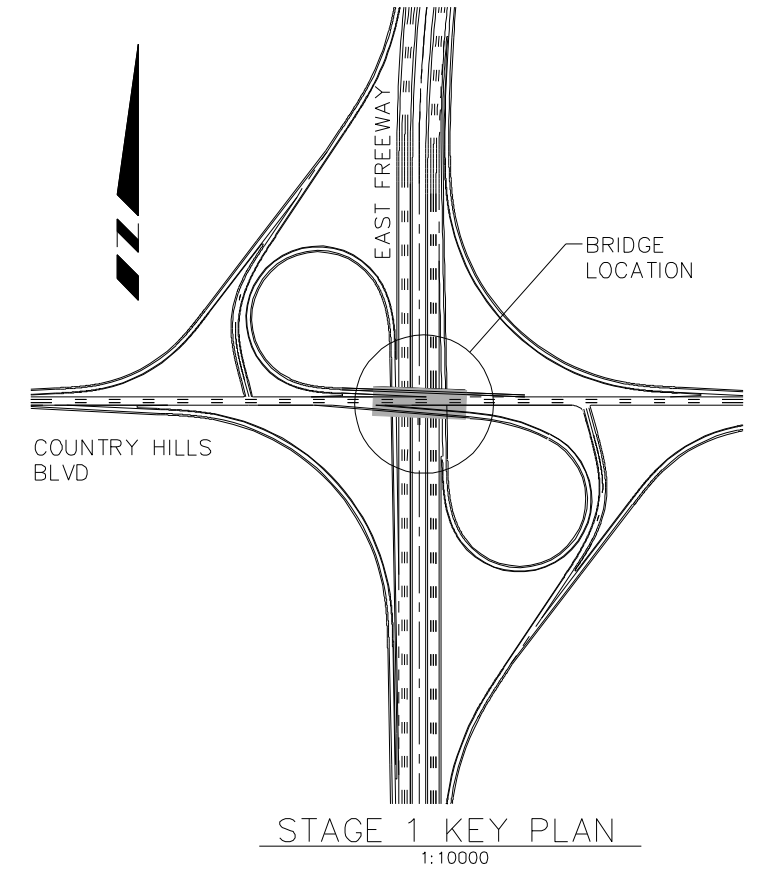 EAST FREEWAY
N
BRIDGE
LOCATION
COUNTRY HILLS
BLVD
STAGE 1 KEY PLAN
1:10000